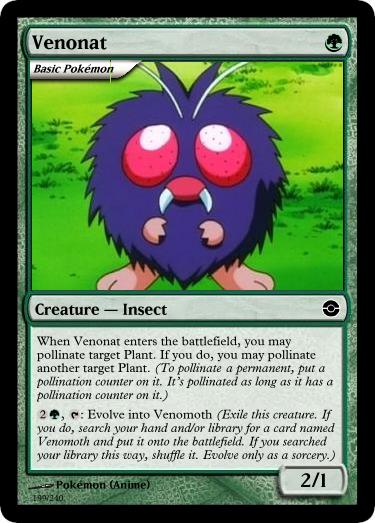 Venonat
Basic Pokémon
Creature — Insect
When Venonat enters the battlefield, you may
pollinate target Plant. If you do, you may pollinate
another target Plant. (To pollinate a permanent, put a
pollination counter on it. It's pollinated as long as it has a
pollination counter on it.)
2, : Evolve into Venomoth (Exile this creature. If
you do, search your hand and/or library for a card named
Venomoth and put it onto the battlefield. If you searched
your library this way, shuffle it. Evolve only as a sorcery.)
2/1
Pokémon (Anime)
199/240